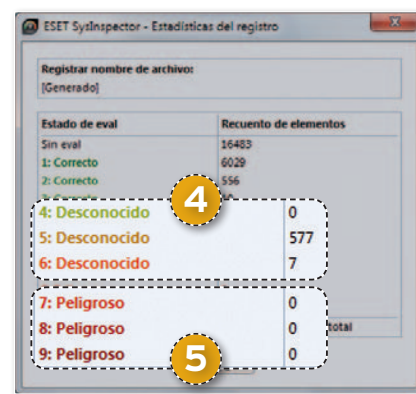 ESET SysInspector - Estadísticas del registro
Registrar nombre de archivo:
[Generado]
Estado de eval Recuento de elementos
Sin eval 16483
1: Correcto 6029
2: Correcto 556
4
4: Desconocido 0
5: Desconocido 577
6: Desconocido 7
7: Peligroso 0
8: Peligroso 0
total
9: Peligroso 0
5